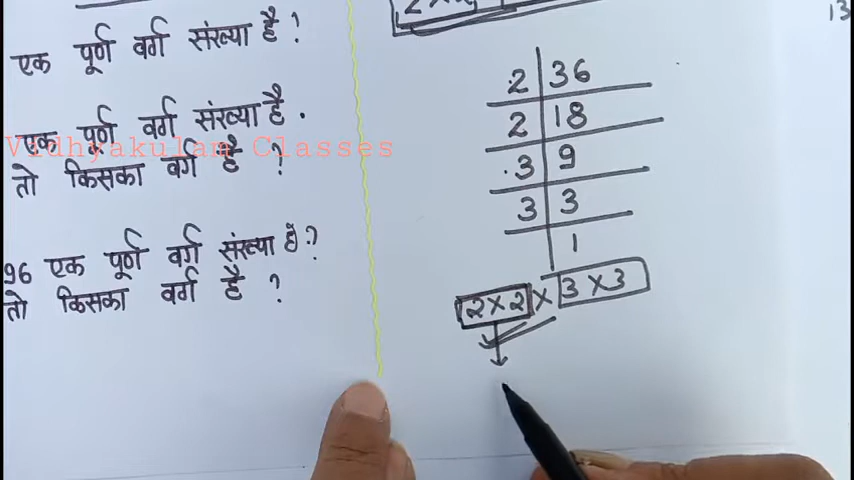 एक पूर्ण वर्ग संख्या है?
एक पूर्ण वर्ग संख्या है.
Vidhyakulam Classes
तो किसका वर्ग है ?
96 एक पूर्ण वर्ग संख्या है?
तो किसका वर्ग है ?
13
2 | 36
2 | 18
3 | 9
3 | 3
1
2×2 × 3×3